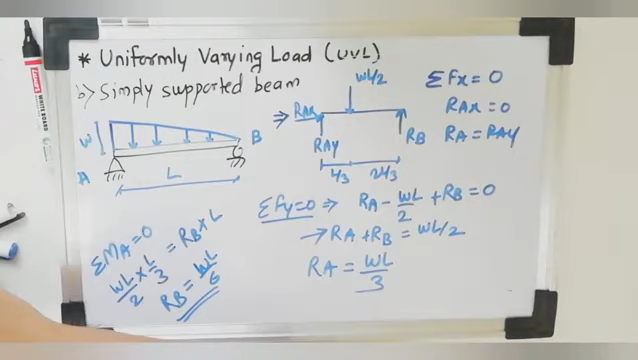 * Uniformly Varying Load (UVL)
b) Simply supported beam
W
A
B
L
⇒
RAX
RAY
WL/2
RB
L/3
2L/3
ΣFx = 0
RAX = 0
RA = RAY
ΣFy=0 ⇒ RA - WL/2 + RB = 0
→ RA + RB = WL/2
RA = WL/3
ΣMA = 0
WL/2 × L/3 = RB × L
RB = WL/6
WHITE BOARD